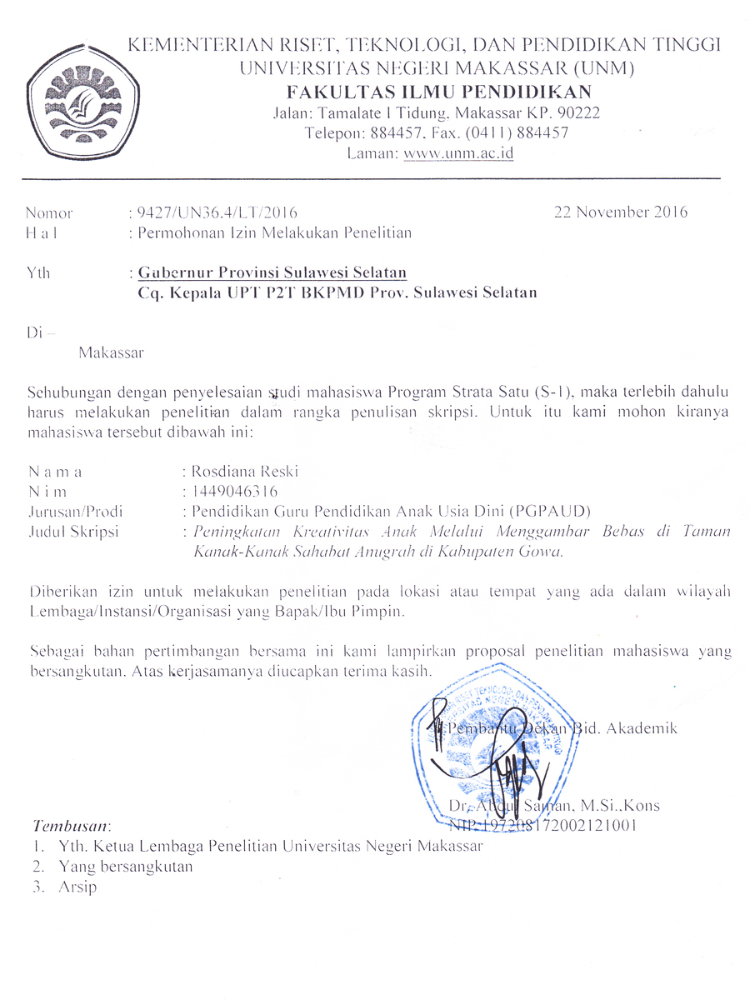 KEMENTERIAN RISET, TEKNOLOGI, DAN PENDIDIKAN TINGGI
UNIVERSITAS NEGERI MAKASSAR (UNM)
FAKULTAS ILMU PENDIDIKAN
Jalan: Tamalate I Tidung, Makassar KP. 90222
Telepon: 884457, Fax. (0411) 884457
Laman: www.unm.ac.id
Nomor : 9427/UN36.4/LT/2016 22 November 2016
H a l : Permohonan Izin Melakukan Penelitian
Yth : Gubernur Provinsi Sulawesi Selatan
Cq. Kepala UPT P2T BKPMD Prov. Sulawesi Selatan
Di –
Makassar
Sehubungan dengan penyelesaian studi mahasiswa Program Strata Satu (S-1), maka terlebih dahulu
harus melakukan penelitian dalam rangka penulisan skripsi. Untuk itu kami mohon kiranya
mahasiswa tersebut dibawah ini:
N a m a : Rosdiana Reski
N i m : 1449046316
Jurusan/Prodi : Pendidikan Guru Pendidikan Anak Usia Dini (PGPAUD)
Judul Skripsi : Peningkatan Kreativitas Anak Melalui Menggambar Bebas di Taman
Kanak-Kanak Sahabat Anugrah di Kabupaten Gowa.
Diberikan izin untuk melakukan penelitian pada lokasi atau tempat yang ada dalam wilayah
Lembaga/Instansi/Organisasi yang Bapak/Ibu Pimpin.
Sebagai bahan pertimbangan bersama ini kami lampirkan proposal penelitian mahasiswa yang
bersangkutan. Atas kerjasamanya diucapkan terima kasih.
Pembantu Dekan Bid. Akademik
Dr. Abdul Saman, M.Si.,Kons
NIP 197208172002121001
Tembusan:
1. Yth. Ketua Lembaga Penelitian Universitas Negeri Makassar
2. Yang bersangkutan
3. Arsip